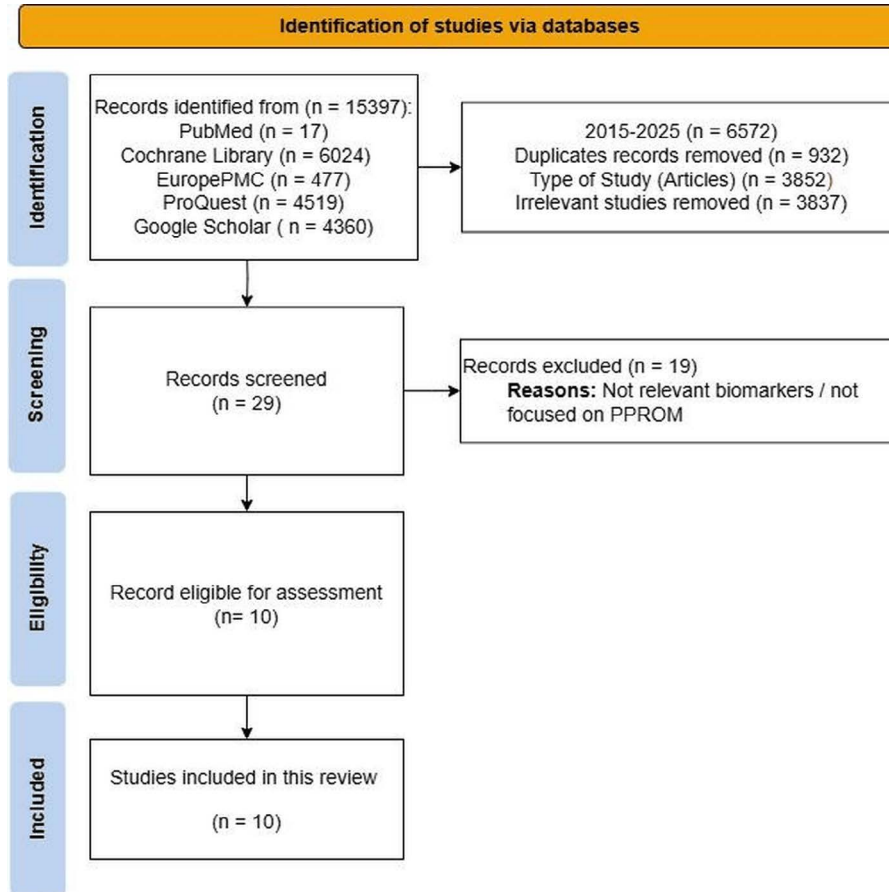 Identification of studies via databases
Identification
Records identified from (n = 15397):
PubMed (n = 17)
Cochrane Library (n = 6024)
EuropePMC (n = 477)
ProQuest (n = 4519)
Google Scholar ( n = 4360)
2015-2025 (n = 6572)
Duplicates records removed (n = 932)
Type of Study (Articles) (n = 3852)
Irrelevant studies removed (n = 3837)
Screening
Records screened
(n = 29)
Records excluded (n = 19)
Reasons: Not relevant biomarkers / not
focused on PPROM
Eligibility
Record eligible for assessment
(n= 10)
Included
Studies included in this review
(n = 10)